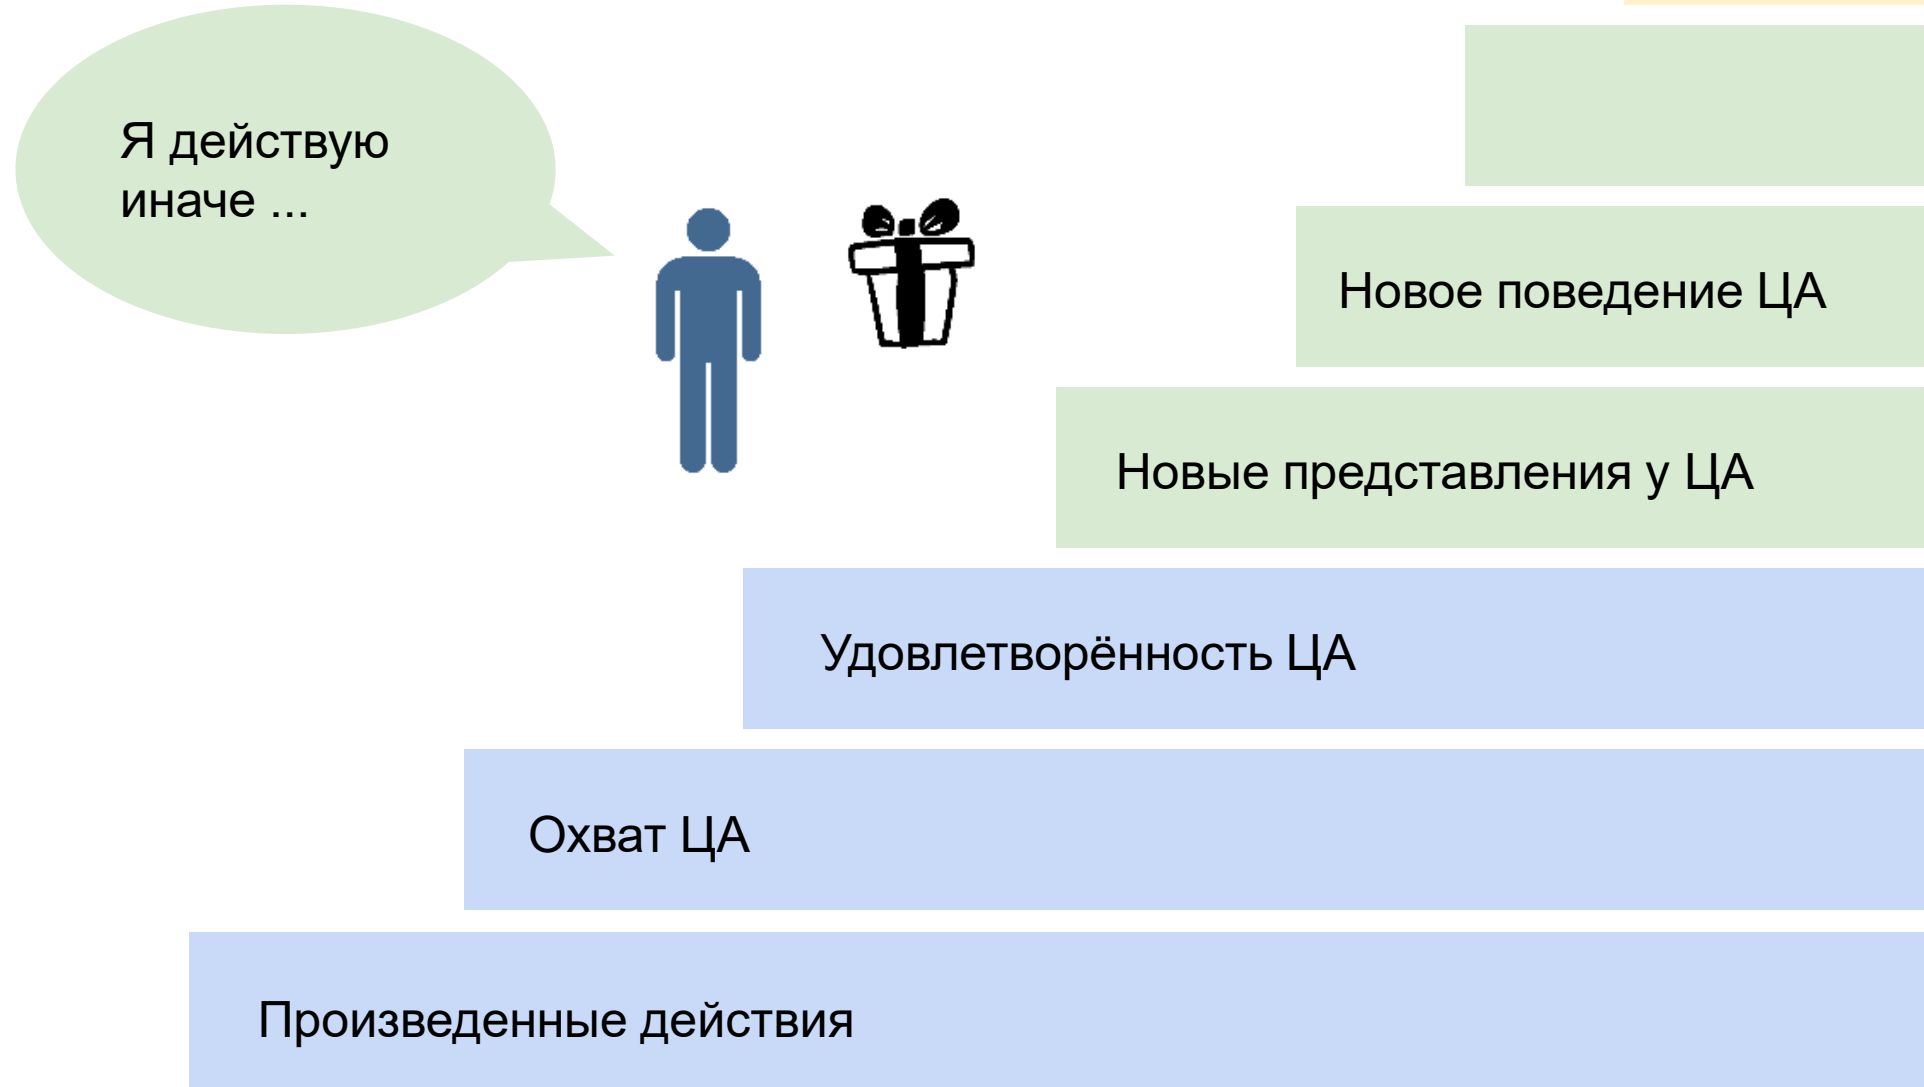 Я действую
иначе ...
Новое поведение ЦА
Новые представления у ЦА
Удовлетворённость ЦА
Охват ЦА
Произведенные действия